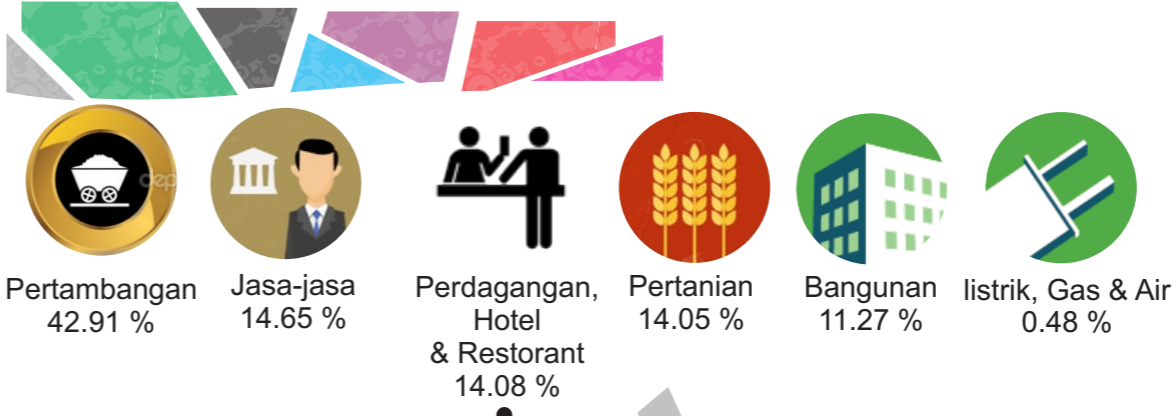 dep
Pertambangan
42.91 %
Jasa-jasa
14.65 %
Perdagangan,
Hotel
& Restorant
14.08 %
Pertanian
14.05 %
Bangunan
11.27 %
listrik, Gas & Air
0.48 %